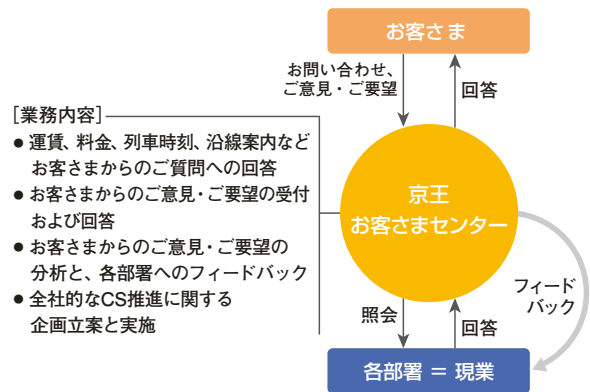 お客さま
お問い合わせ、
ご意見・ご要望
回答
[業務内容]
● 運賃、料金、列車時刻、沿線案内など
お客さまからのご質問への回答
● お客さまからのご意見・ご要望の受付
および回答
● お客さまからのご意見・ご要望の
分析と、各部署へのフィードバック
● 全社的なCS推進に関する
企画立案と実施
京王
お客さまセンター
フィード
バック
照会
回答
各部署 = 現業